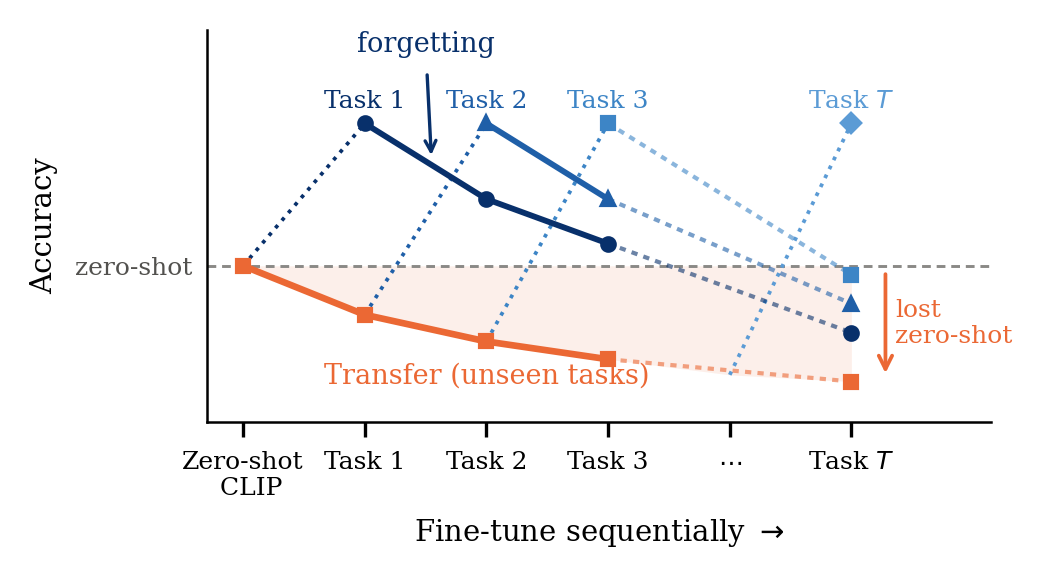 forgetting
Task 1
Task 2
Task 3
Task T
Accuracy
zero-shot
lost
zero-shot
Transfer (unseen tasks)
Zero-shot
CLIP
Task 1
Task 2
Task 3
⋯
Task T
Fine-tune sequentially →